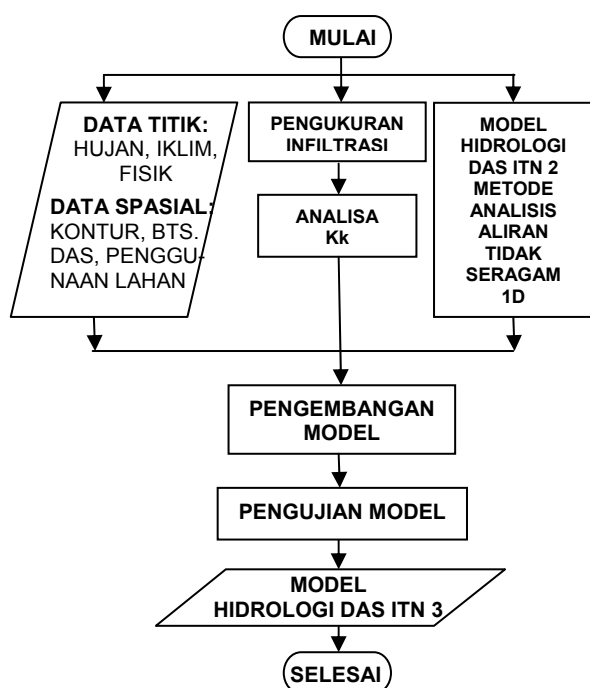 MULAI
DATA TITIK:
HUJAN, IKLIM,
FISIK
DATA SPASIAL:
KONTUR, BTS.
DAS, PENGGU-
NAAN LAHAN
PENGUKURAN
INFILTRASI
ANALISA
Kk
MODEL
HIDROLOGI
DAS ITN 2
METODE
ANALISIS
ALIRAN
TIDAK
SERAGAM
1D
PENGEMBANGAN
MODEL
PENGUJIAN MODEL
MODEL
HIDROLOGI DAS ITN 3
SELESAI